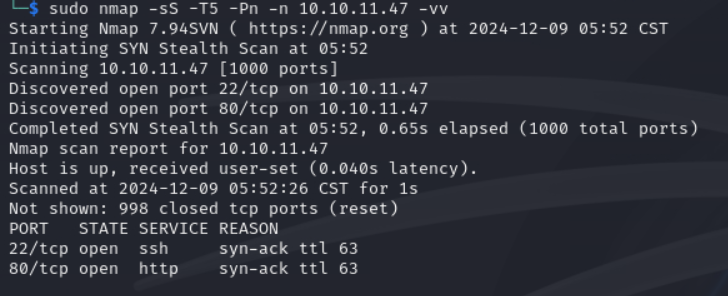 └─$ sudo nmap -sS -T5 -Pn -n 10.10.11.47 -vv
Starting Nmap 7.94SVN ( https://nmap.org ) at 2024-12-09 05:52 CST
Initiating SYN Stealth Scan at 05:52
Scanning 10.10.11.47 [1000 ports]
Discovered open port 22/tcp on 10.10.11.47
Discovered open port 80/tcp on 10.10.11.47
Completed SYN Stealth Scan at 05:52, 0.65s elapsed (1000 total ports)
Nmap scan report for 10.10.11.47
Host is up, received user-set (0.040s latency).
Scanned at 2024-12-09 05:52:26 CST for 1s
Not shown: 998 closed tcp ports (reset)
PORT   STATE SERVICE REASON
22/tcp open  ssh     syn-ack ttl 63
80/tcp open  http    syn-ack ttl 63